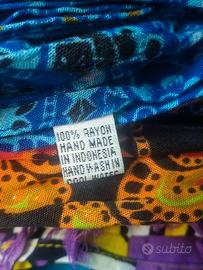 100% RAYON
HAND MADE
IN INDONESIA
HAND WASH IN
COOL WATER
subito